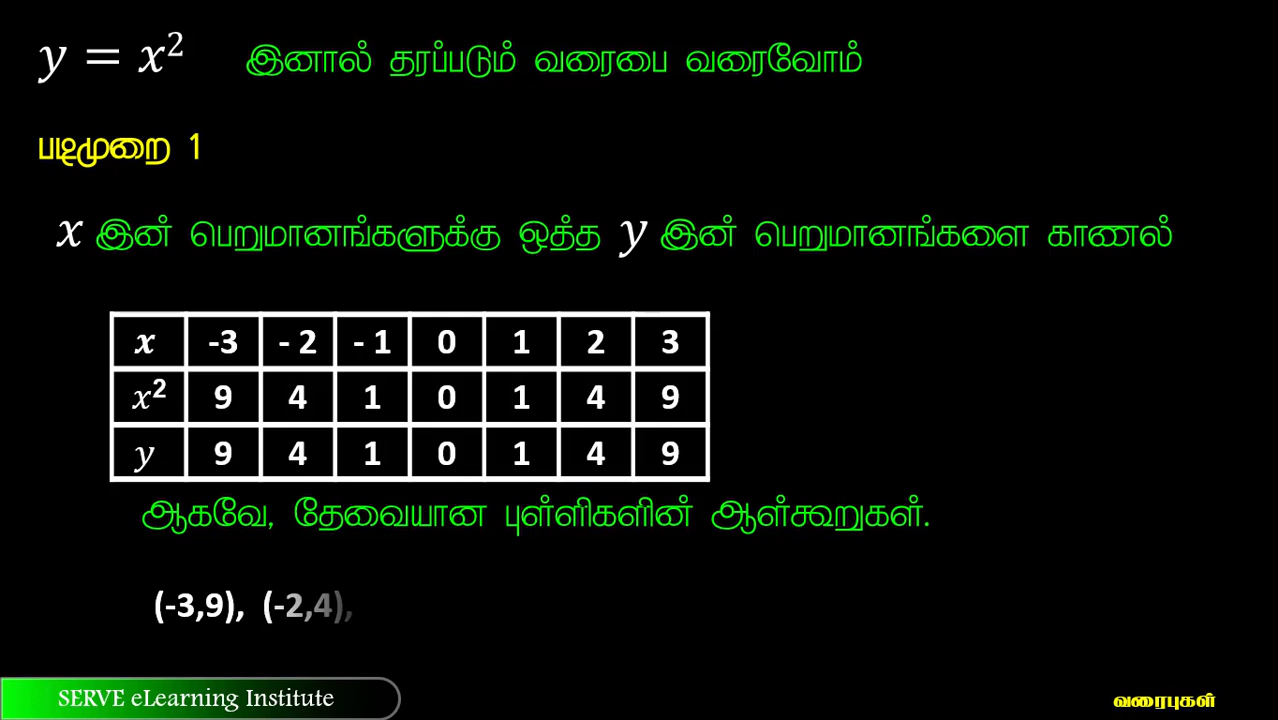 y = x² இனால் தரப்படும் வரைபை வரைவோம்
படிமுறை 1
x இன் பெறுமானங்களுக்கு ஒத்த y இன் பெறுமானங்களை காணல்
x -3 - 2 - 1 0 1 2 3
x² 9 4 1 0 1 4 9
y 9 4 1 0 1 4 9
ஆகவே, தேவையான புள்ளிகளின் ஆள்கூறுகள்.
(-3,9), (-2,4),
SERVE eLearning Institute
வரைபுகள்